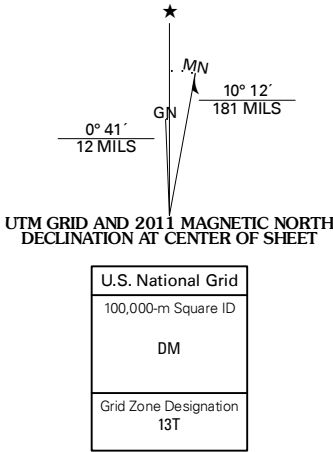 ★
MN
GN
10° 12´
181 MILS
0° 41´
12 MILS
UTM GRID AND 2011 MAGNETIC NORTH
DECLINATION AT CENTER OF SHEET
U.S. National Grid
100,000-m Square ID
DM
Grid Zone Designation
13T